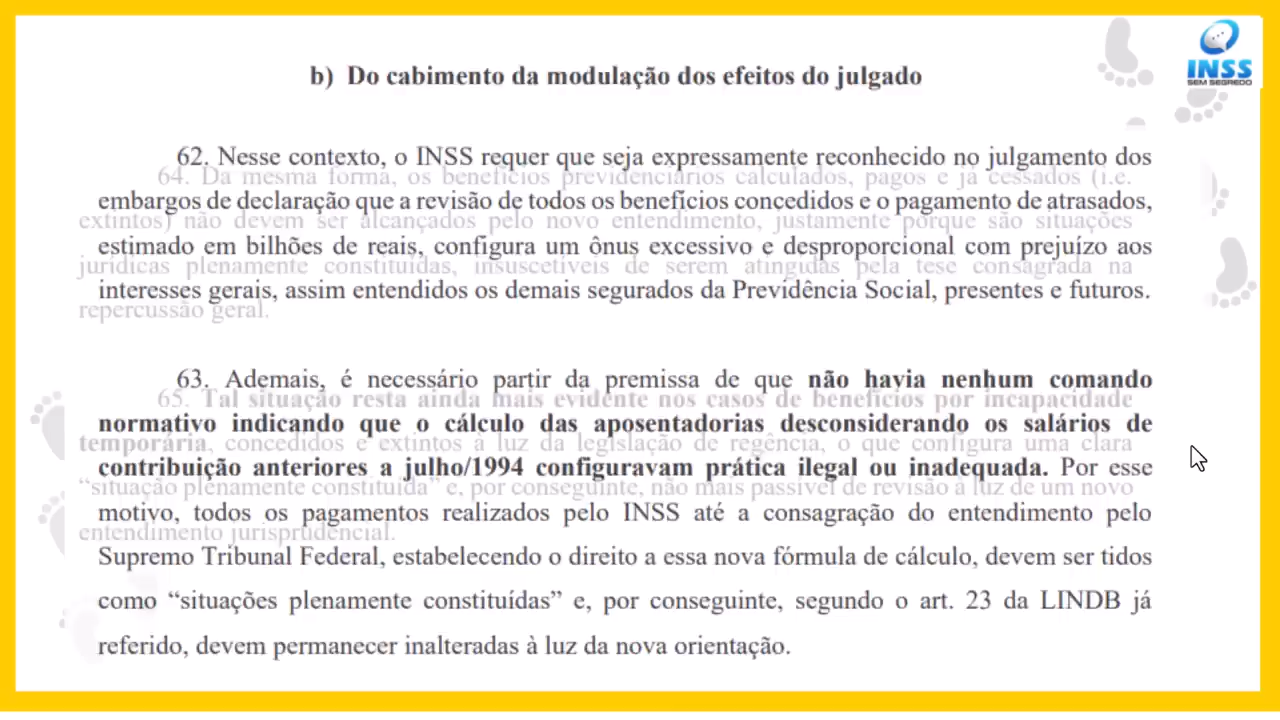 INSS
SEM SEGREDO
b) Do cabimento da modulação dos efeitos do julgado
62. Nesse contexto, o INSS requer que seja expressamente reconhecido no julgamento dos
embargos de declaração que a revisão de todos os benefícios concedidos e o pagamento de atrasados,
estimado em bilhões de reais, configura um ônus excessivo e desproporcional com prejuízo aos
interesses gerais, assim entendidos os demais segurados da Previdência Social, presentes e futuros.
63. Ademais, é necessário partir da premissa de que não havia nenhum comando
normativo indicando que o cálculo das aposentadorias desconsiderando os salários de
contribuição anteriores a julho/1994 configuravam prática ilegal ou inadequada. Por esse
motivo, todos os pagamentos realizados pelo INSS até a consagração do entendimento pelo
Supremo Tribunal Federal, estabelecendo o direito a essa nova fórmula de cálculo, devem ser tidos
como “situações plenamente constituídas” e, por conseguinte, segundo o art. 23 da LINDB já
referido, devem permanecer inalteradas à luz da nova orientação.
64. Da mesma forma, os benefícios previdenciários calculados, pagos e já cessados (i.e.
extintos) não devem ser alcançados pelo novo entendimento, justamente porque são situações
jurídicas plenamente constituídas, insuscetíveis de serem atingidas pela tese consagrada na
repercussão geral.
65. Tal situação resta ainda mais evidente nos casos de benefícios por incapacidade
temporária, concedidos e extintos à luz da legislação de regência, o que configura uma clara
“situação plenamente constituída” e, por conseguinte, não mais passível de revisão à luz de um novo
entendimento jurisprudencial.